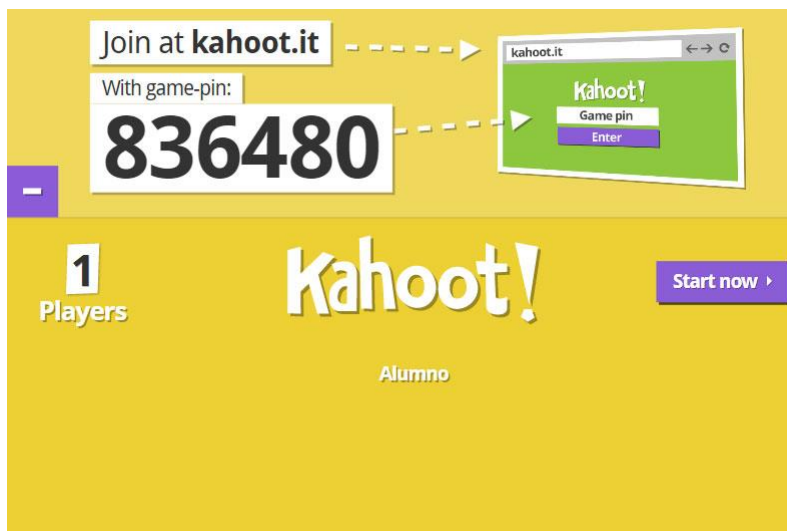 Join at kahoot.it
With game-pin:
836480
kahoot.it
Kahoot!
Game pin
Enter
1
Players
Kahoot!
Start now
Alumno